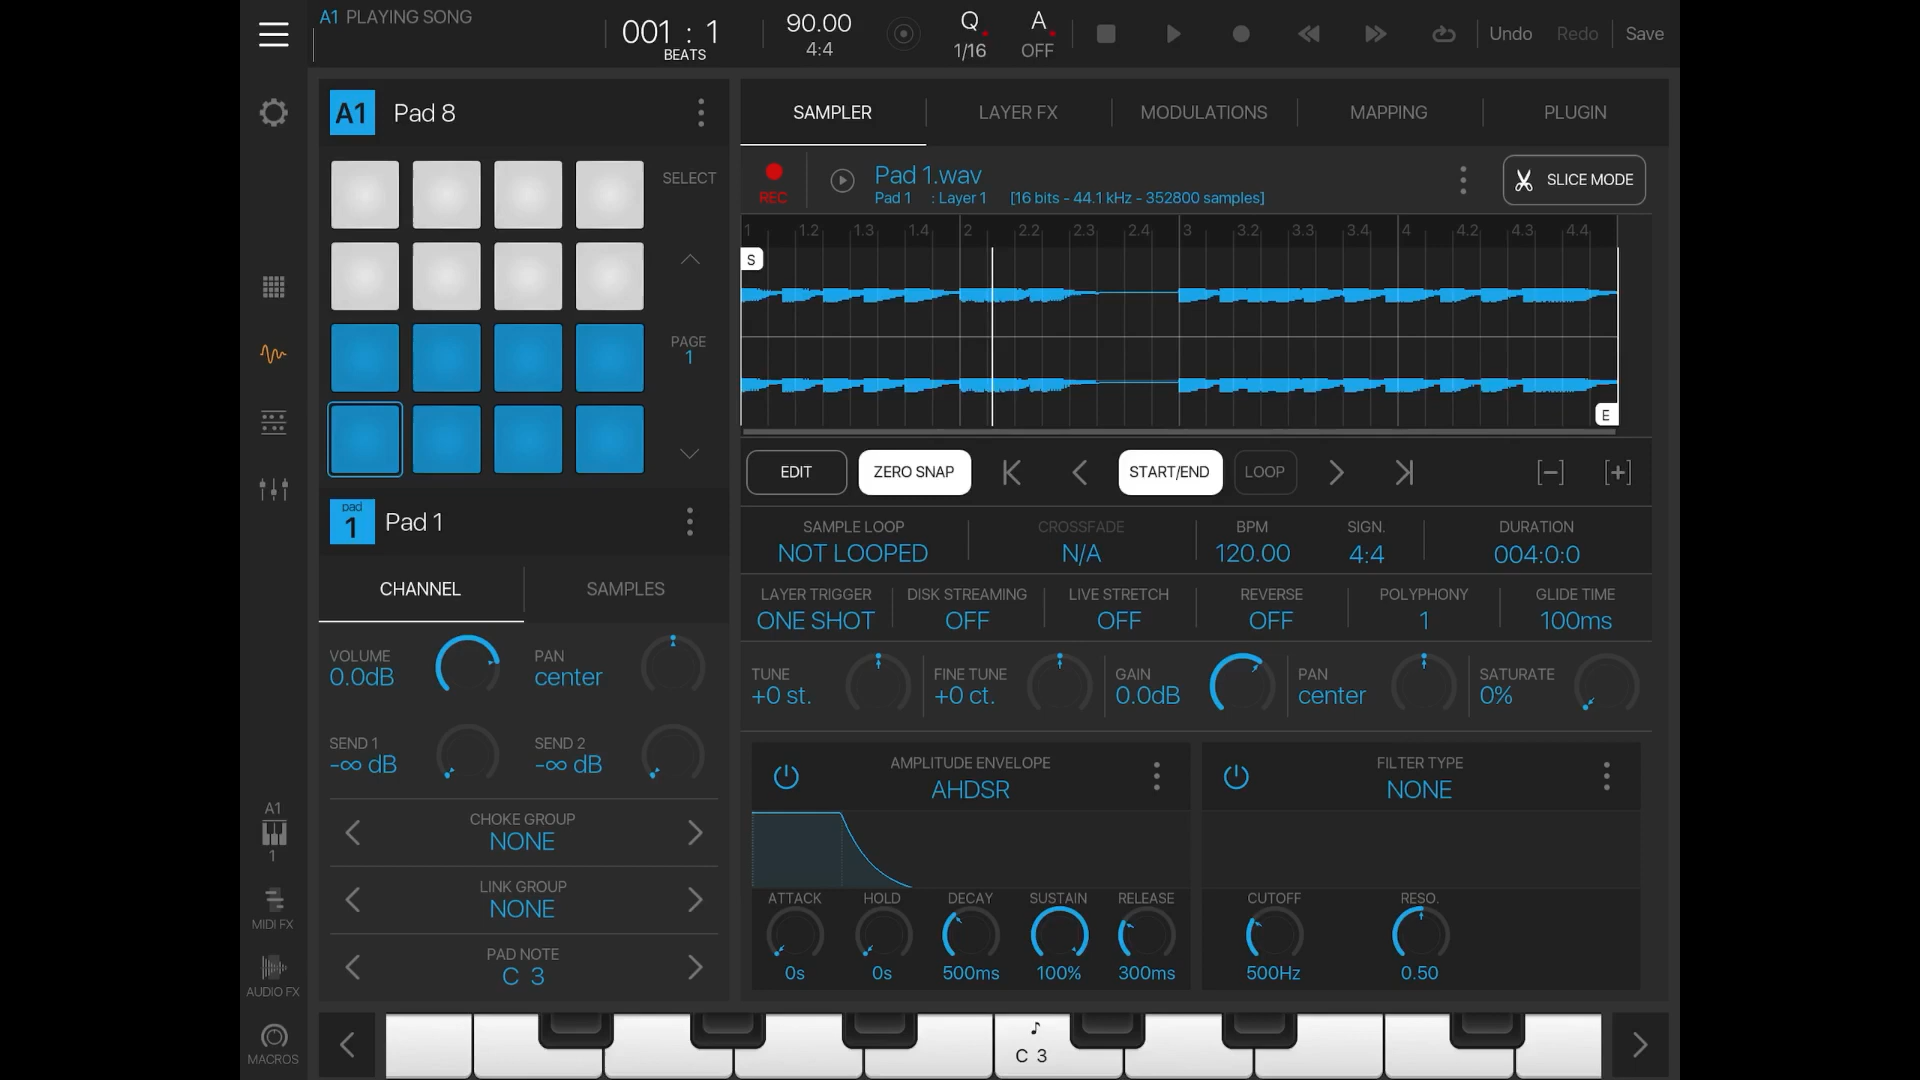 A1 PLAYING SONG
001 : 1
BEATS
90.00
4:4
Q
1/16
A
OFF
Undo
Redo
Save
A1 Pad 8
SELECT
PAGE
1
pad
1
Pad 1
CHANNEL
SAMPLES
VOLUME
0.0dB
PAN
center
SEND 1
-∞ dB
SEND 2
-∞ dB
CHOKE GROUP
NONE
LINK GROUP
NONE
PAD NOTE
C 3
A1
1
MIDI FX
AUDIO FX
MACROS
SAMPLER
LAYER FX
MODULATIONS
MAPPING
PLUGIN
REC
Pad 1.wav
Pad 1 : Layer 1 [16 bits - 44.1 kHz - 352800 samples]
SLICE MODE
1 1.2 1.3 1.4 2 2.2 2.3 2.4 3 3.2 3.3 3.4 4 4.2 4.3 4.4
S
E
EDIT
ZERO SNAP
START/END
LOOP
[−]
[+]
SAMPLE LOOP
NOT LOOPED
CROSSFADE
N/A
BPM
120.00
SIGN.
4:4
DURATION
004:0:0
LAYER TRIGGER
ONE SHOT
DISK STREAMING
OFF
LIVE STRETCH
OFF
REVERSE
OFF
POLYPHONY
1
GLIDE TIME
100ms
TUNE
+0 st.
FINE TUNE
+0 ct.
GAIN
0.0dB
PAN
center
SATURATE
0%
AMPLITUDE ENVELOPE
AHDSR
ATTACK
0s
HOLD
0s
DECAY
500ms
SUSTAIN
100%
RELEASE
300ms
FILTER TYPE
NONE
CUTOFF
500Hz
RESO.
0.50
C 3